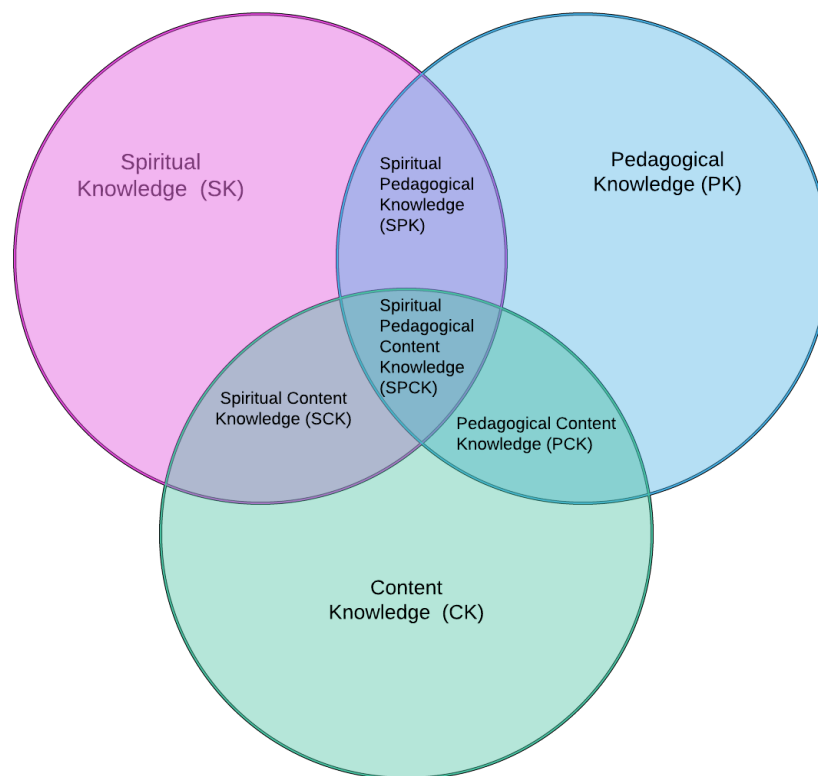 Spiritual
Knowledge (SK)
Pedagogical
Knowledge (PK)
Spiritual
Pedagogical
Knowledge
(SPK)
Spiritual
Pedagogical
Content
Knowledge
(SPCK)
Spiritual Content
Knowledge (SCK)
Pedagogical Content
Knowledge (PCK)
Content
Knowledge (CK)